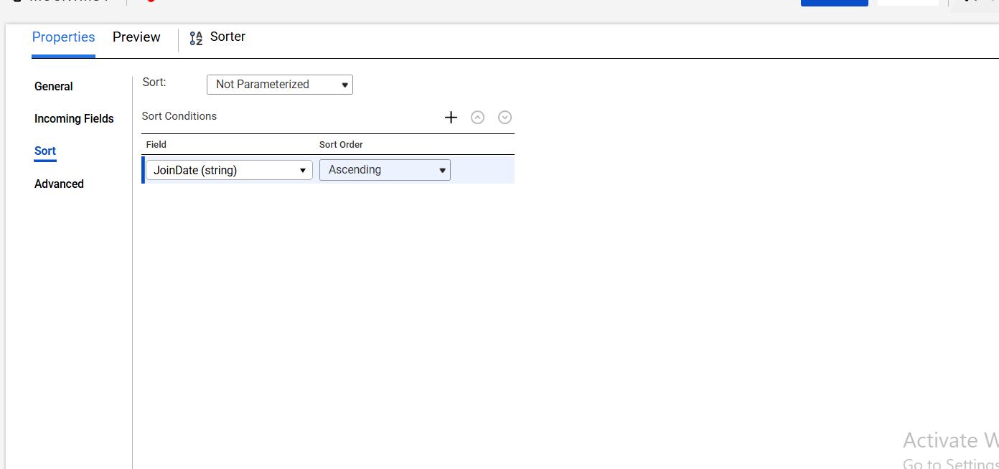 Properties Preview Sorter
General
Incoming Fields
Sort
Advanced
Sort: Not Parameterized
Sort Conditions
Field Sort Order
JoinDate (string) Ascending
Activate W
Go to Settings